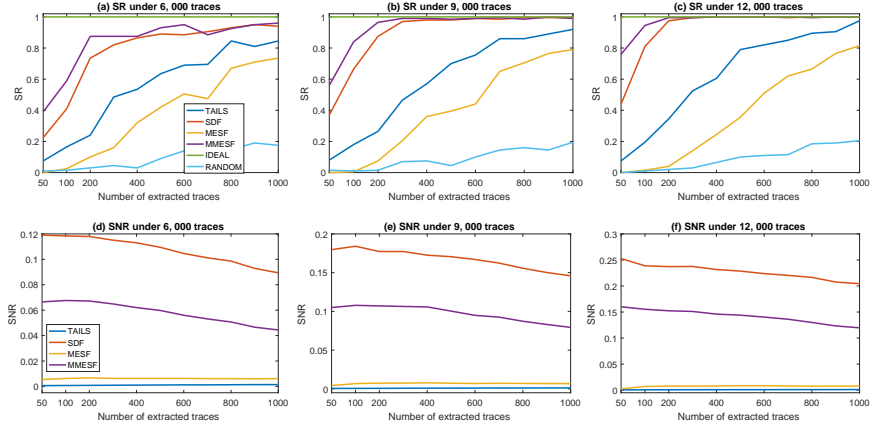 (a) SR under 6, 000 traces
(b) SR under 9, 000 traces
(c) SR under 12, 000 traces
SR
1
0.8
0.6
0.4
0.2
0
50 100 200 400 600 800 1000
Number of extracted traces
TAILS
SDF
MESF
MMESF
IDEAL
RANDOM
SR
1
0.8
0.6
0.4
0.2
0
50 100 200 400 600 800 1000
Number of extracted traces
SR
1
0.8
0.6
0.4
0.2
0
50 100 200 400 600 800 1000
Number of extracted traces
(d) SNR under 6, 000 traces
(e) SNR under 9, 000 traces
(f) SNR under 12, 000 traces
SNR
0.12
0.1
0.08
0.06
0.04
0.02
0
50 100 200 400 600 800 1000
Number of extracted traces
TAILS
SDF
MESF
MMESF
SNR
0.2
0.15
0.1
0.05
0
50 100 200 400 600 800 1000
Number of extracted traces
SNR
0.3
0.25
0.2
0.15
0.1
0.05
0
50 100 200 400 600 800 1000
Number of extracted traces